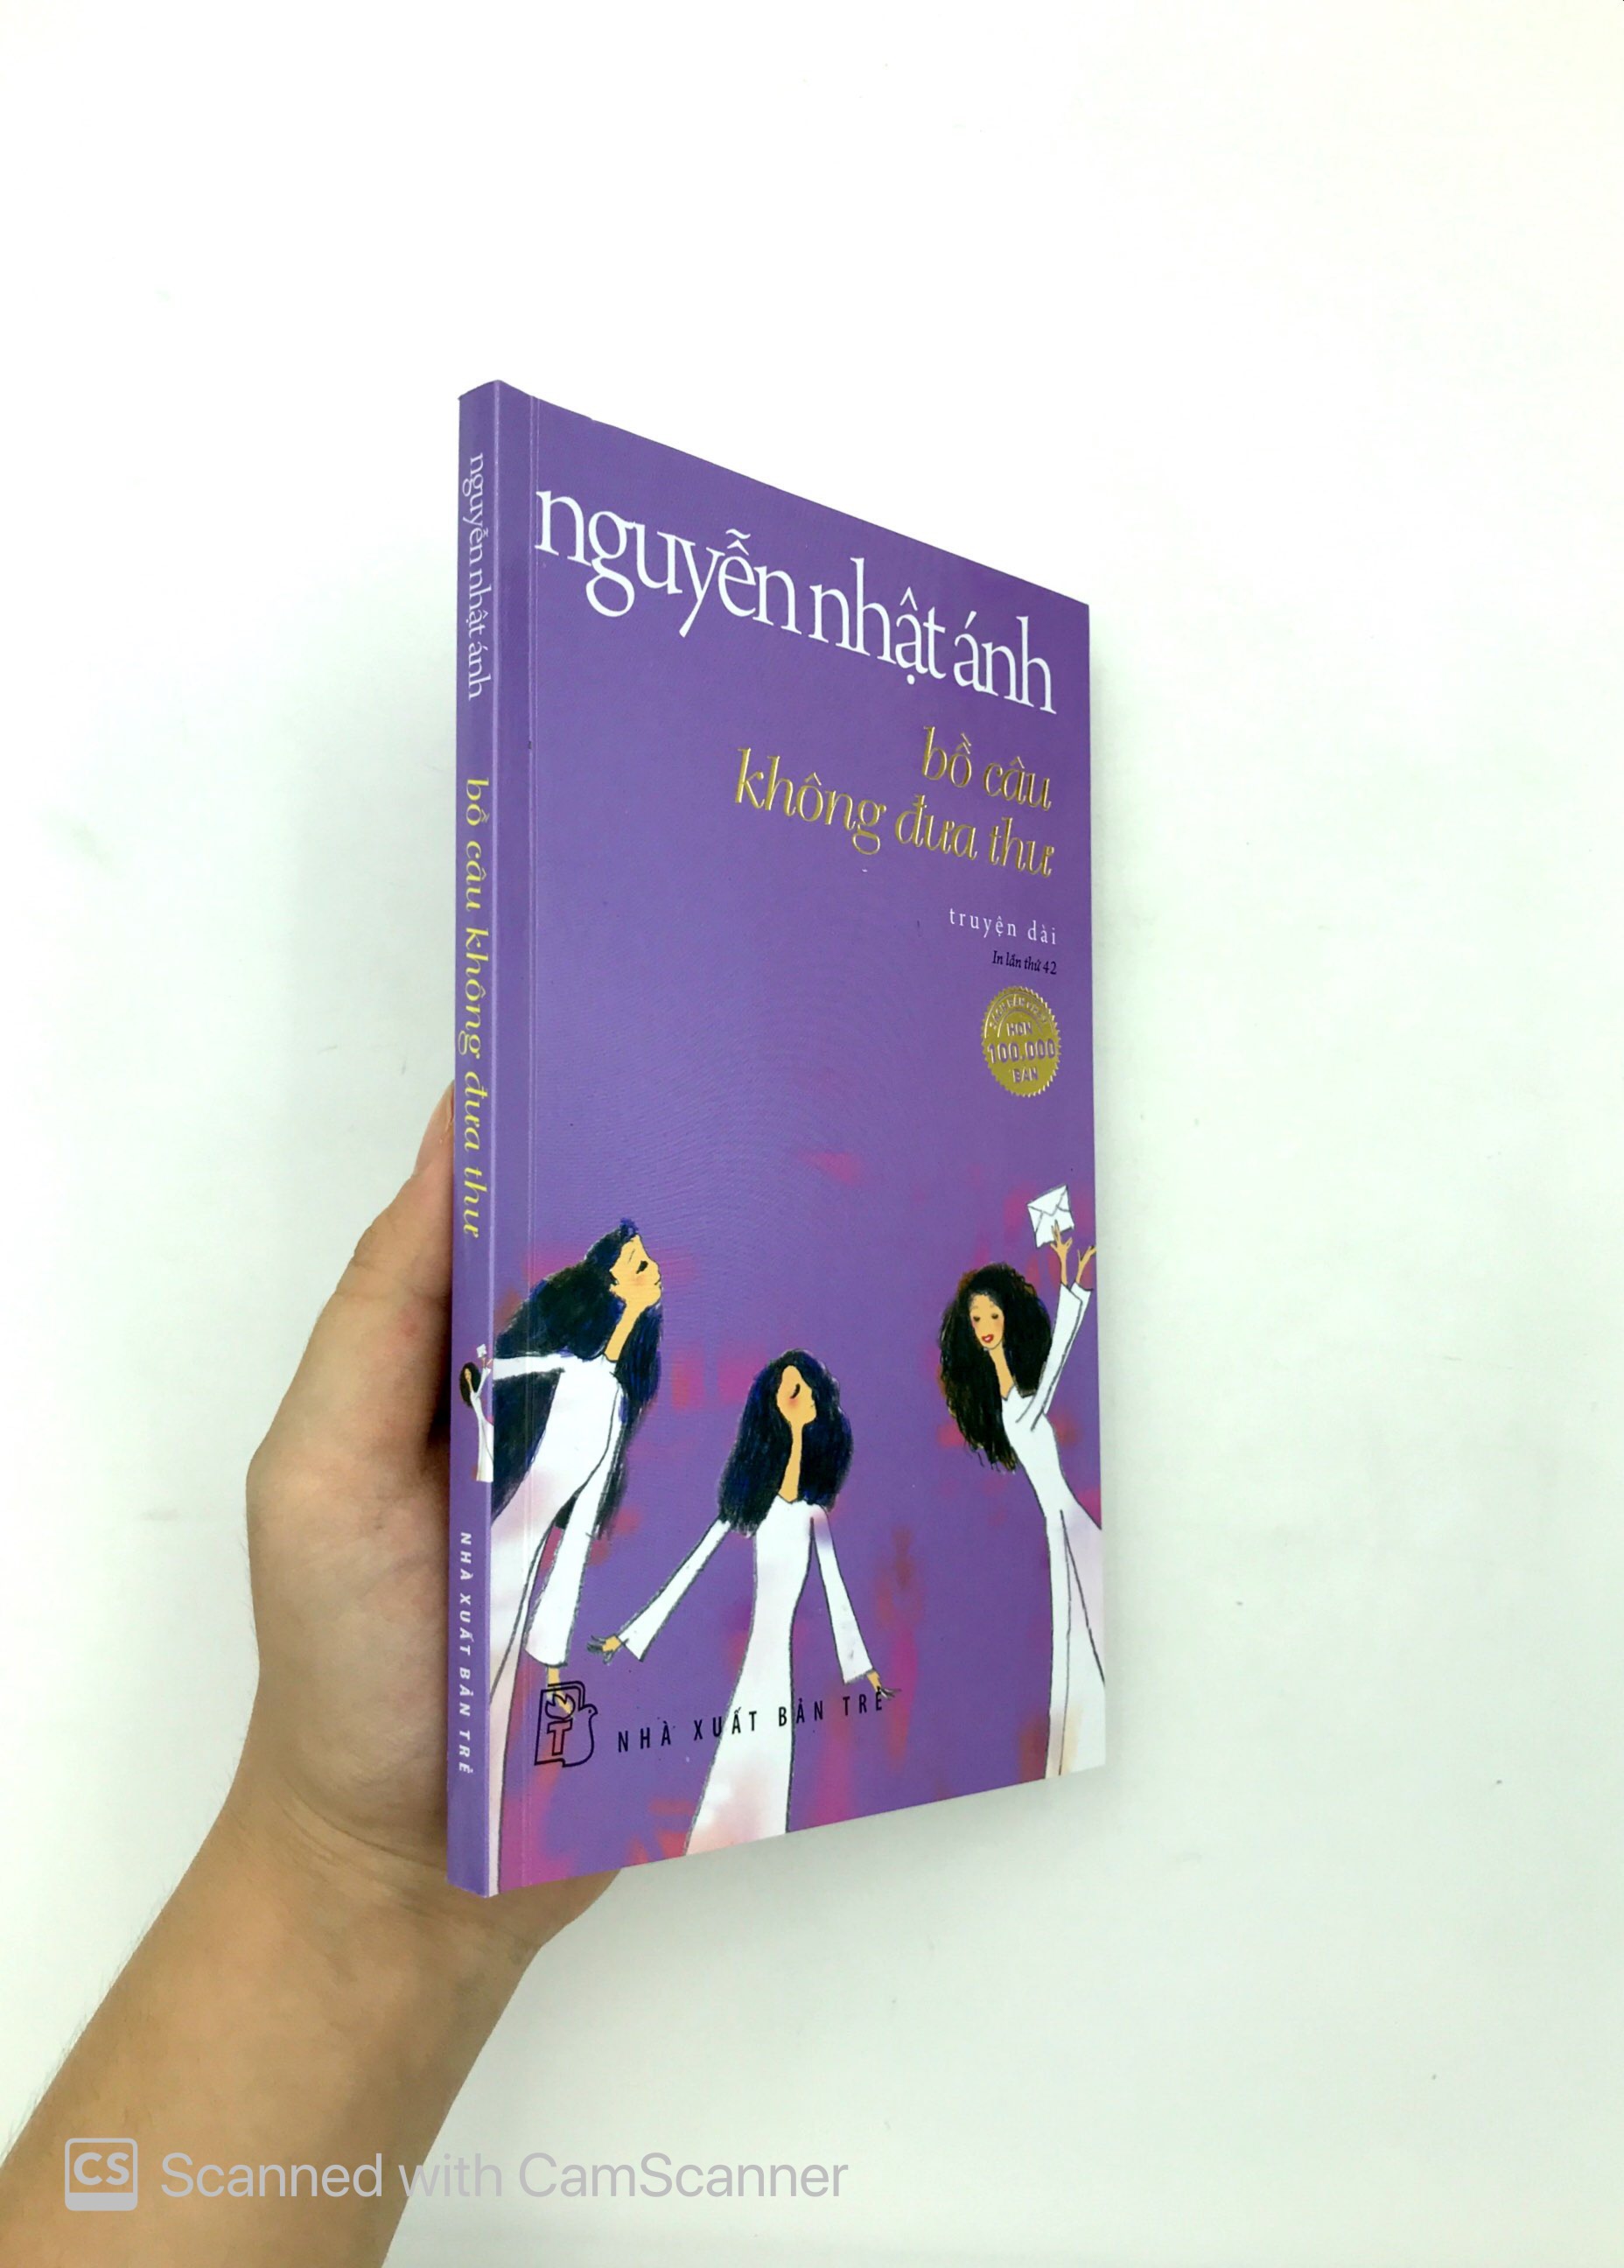 nguyễn nhật ánh
bồ câu
không đưa thư
truyện dài
In lần thứ 42
HƠN
100.000
BẢN
NHÀ XUẤT BẢN TRẺ
nguyễn nhật ánh
bồ câu không đưa thư
NHÀ XUẤT BẢN TRẺ
CS Scanned with CamScanner